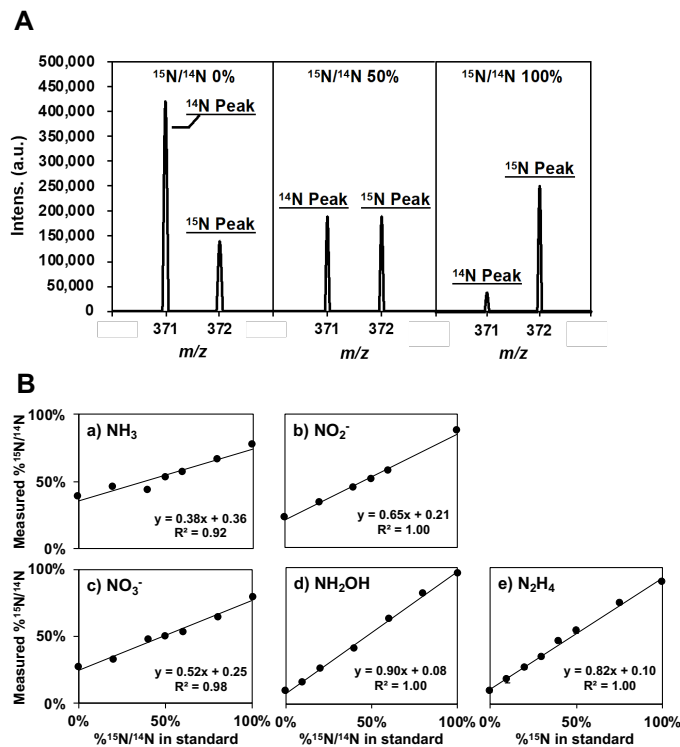 A
500,000
450,000
400,000
350,000
300,000
250,000
200,000
150,000
100,000
50,000
0
Intens. (a.u.)
¹⁵N/¹⁴N 0%
¹⁵N/¹⁴N 50%
¹⁵N/¹⁴N 100%
¹⁴N Peak
¹⁵N Peak
¹⁴N Peak
¹⁵N Peak
¹⁴N Peak
¹⁵N Peak
371 372
371 372
371 372
m/z
m/z
m/z
B
Measured %¹⁵N/¹⁴N
100%
50%
0%
a) NH₃
y = 0.38x + 0.36
R² = 0.92
b) NO₂⁻
y = 0.65x + 0.21
R² = 1.00
Measured %¹⁵N/¹⁴N
100%
50%
0%
c) NO₃⁻
y = 0.52x + 0.25
R² = 0.98
d) NH₂OH
y = 0.90x + 0.08
R² = 1.00
e) N₂H₄
y = 0.82x + 0.10
R² = 1.00
0% 50% 100%
0% 50% 100%
0% 50% 100%
%¹⁵N/¹⁴N in standard
%¹⁵N/¹⁴N in standard
%¹⁵N in standard